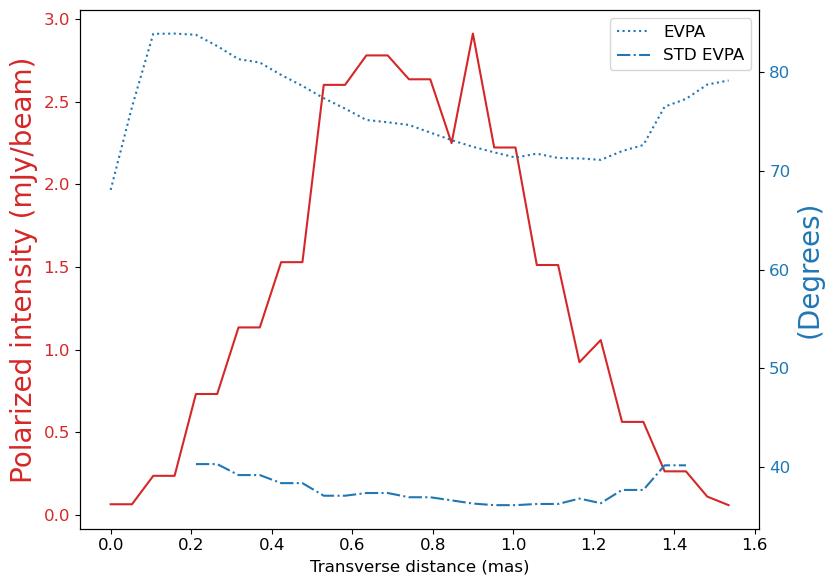 Polarized intensity (mJy/beam)
3.0
2.5
2.0
1.5
1.0
0.5
0.0
EVPA
STD EVPA
80
70
60
50
40
(Degrees)
0.0 0.2 0.4 0.6 0.8 1.0 1.2 1.4 1.6
Transverse distance (mas)